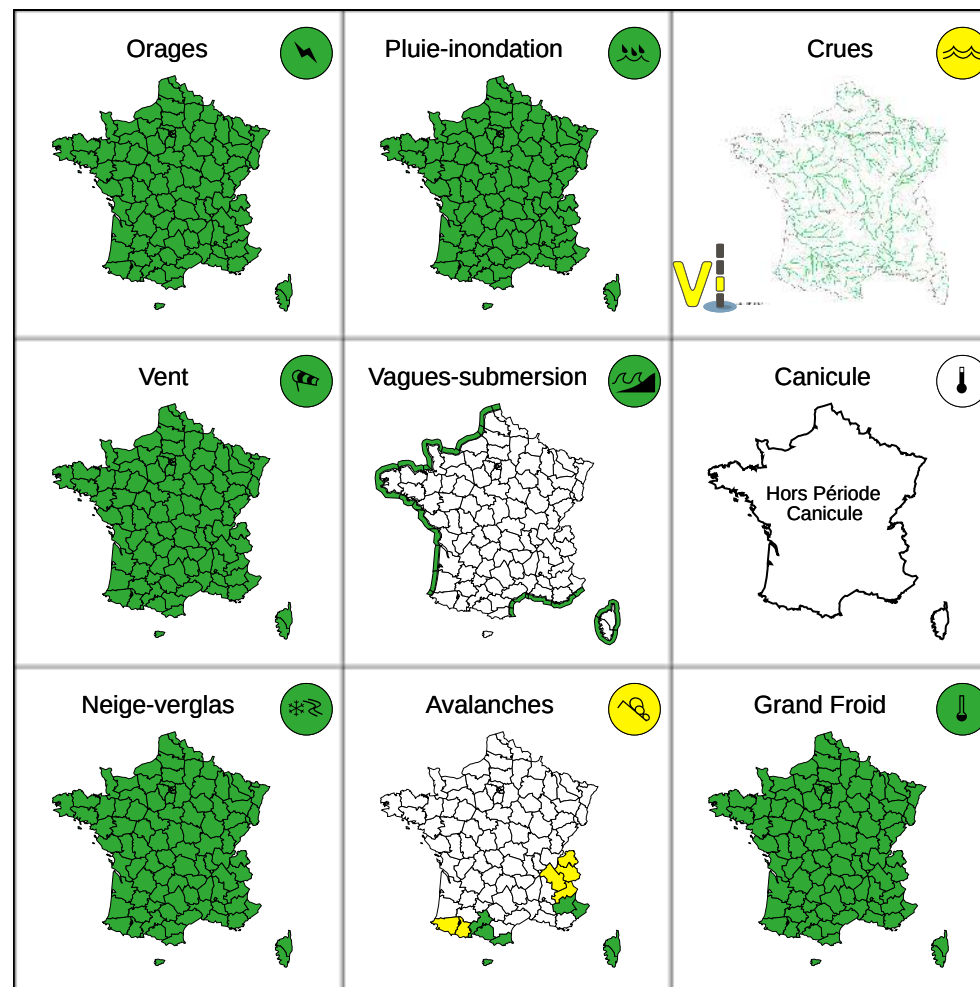 Orages
Pluie-inondation
Crues
Vent
Vagues-submersion
Canicule
Hors Période
Canicule
Neige-verglas
Avalanches
Grand Froid